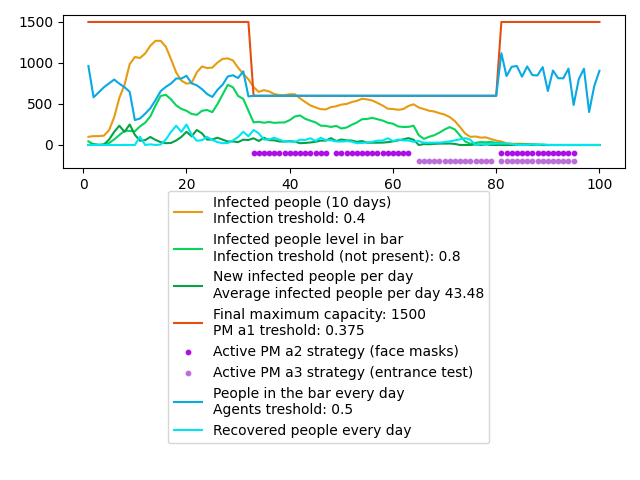 1500
1000
500
0
0 20 40 60 80 100
Infected people (10 days)
Infection treshold: 0.4
Infected people level in bar
Infection treshold (not present): 0.8
New infected people per day
Average infected people per day 43.48
Final maximum capacity: 1500
PM a1 treshold: 0.375
Active PM a2 strategy (face masks)
Active PM a3 strategy (entrance test)
People in the bar every day
Agents treshold: 0.5
Recovered people every day